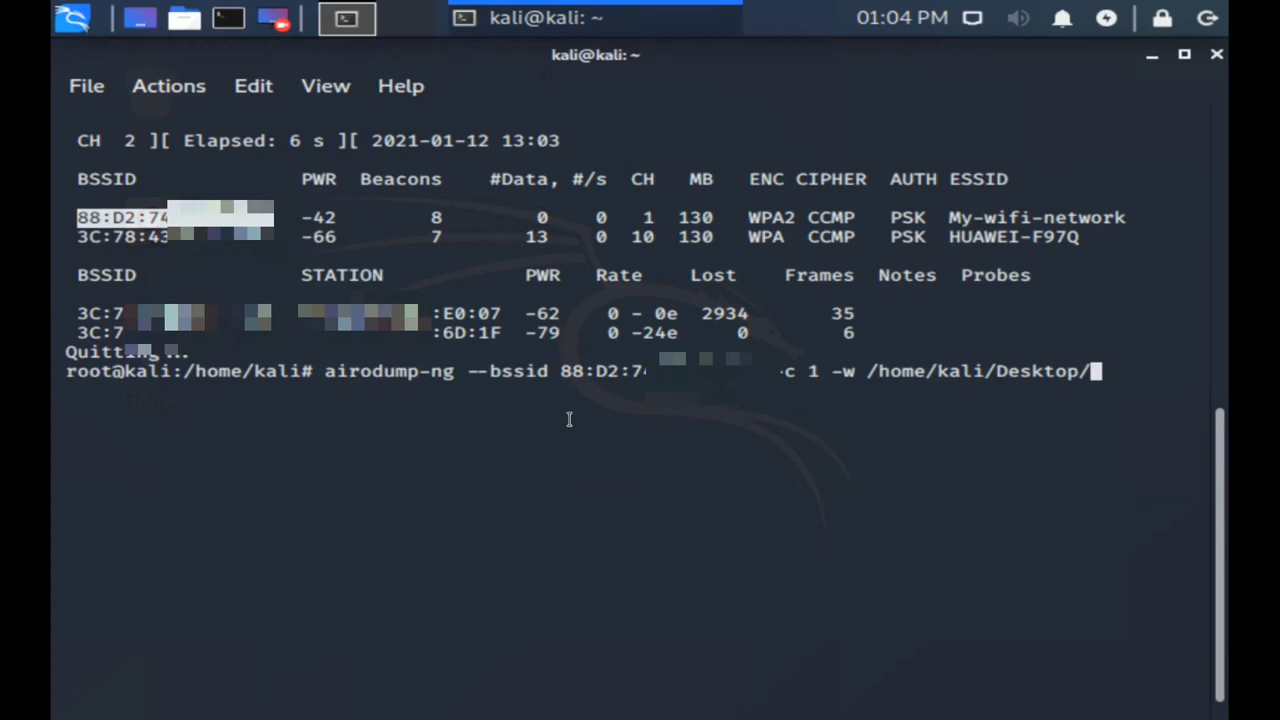 kali@kali: ~
01:04 PM
kali@kali: ~
File Actions Edit View Help
CH 2 ][ Elapsed: 6 s ][ 2021-01-12 13:03
BSSID PWR Beacons #Data, #/s CH MB ENC CIPHER AUTH ESSID
88:D2:74 -42 8 0 0 1 130 WPA2 CCMP PSK My-wifi-network
3C:78:43 -66 7 13 0 10 130 WPA CCMP PSK HUAWEI-F97Q
BSSID STATION PWR Rate Lost Frames Notes Probes
3C:7 :E0:07 -62 0 - 0e 2934 35
3C:7 :6D:1F -79 0 -24e 0 6
Quitting...
root@kali:/home/kali# airodump-ng --bssid 88:D2:7 -c 1 -w /home/kali/Desktop/